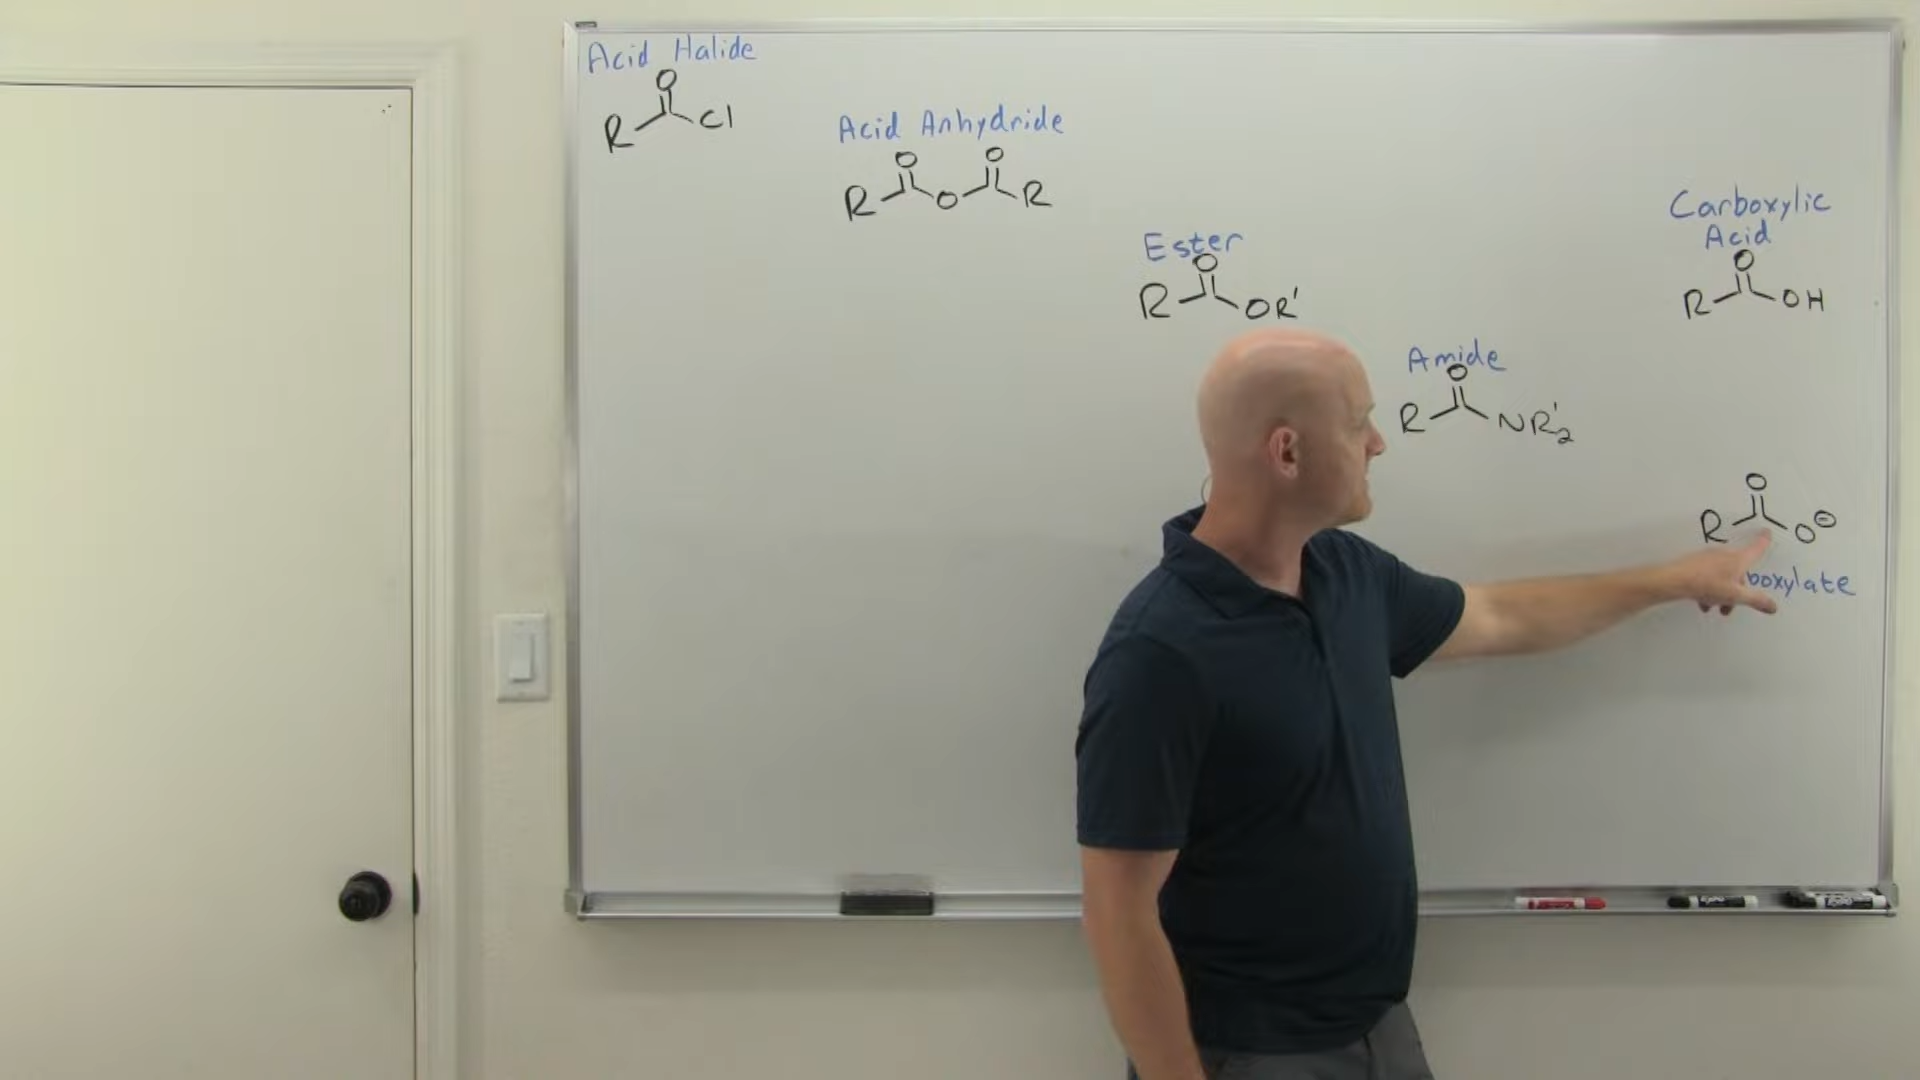 Acid Halide
O
R Cl
Acid Anhydride
O O
R O R
Ester
O
R OR'
Carboxylic
Acid
O
R OH
Amide
O
R NR'₂
O
R O⊖
boxylate